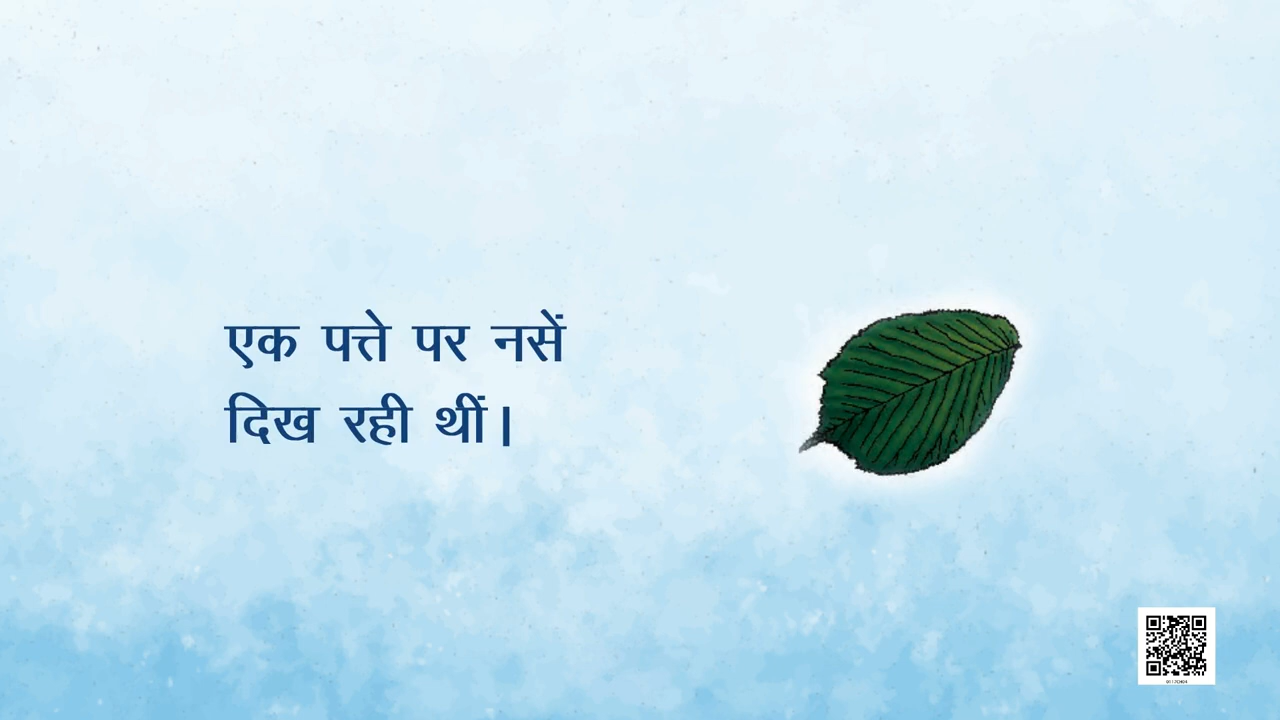 एक पत्ते पर नसें
दिख रही थीं।